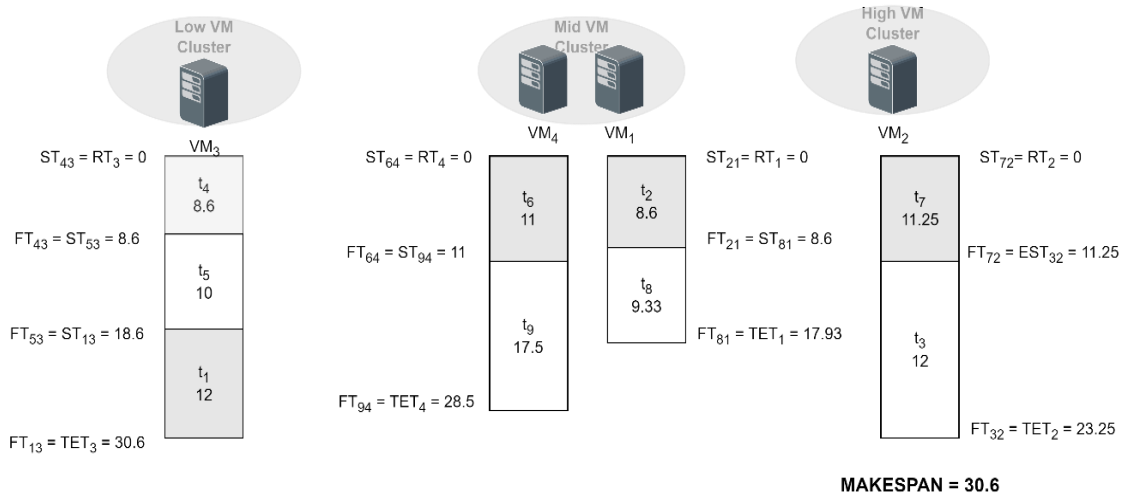 Low VM
Cluster
Mid VM
Cluster
High VM
Cluster
VM₃
VM₄
VM₁
VM₂
ST₄₃ = RT₃ = 0
t₄
8.6
FT₄₃ = ST₅₃ = 8.6
t₅
10
FT₅₃ = ST₁₃ = 18.6
t₁
12
FT₁₃ = TET₃ = 30.6
ST₆₄ = RT₄ = 0
t₆
11
FT₆₄ = ST₉₄ = 11
t₉
17.5
FT₉₄ = TET₄ = 28.5
ST₂₁ = RT₁ = 0
t₂
8.6
FT₂₁ = ST₈₁ = 8.6
t₈
9.33
FT₈₁ = TET₁ = 17.93
ST₇₂= RT₂ = 0
t₇
11.25
FT₇₂ = EST₃₂ = 11.25
t₃
12
FT₃₂ = TET₂ = 23.25
MAKESPAN = 30.6